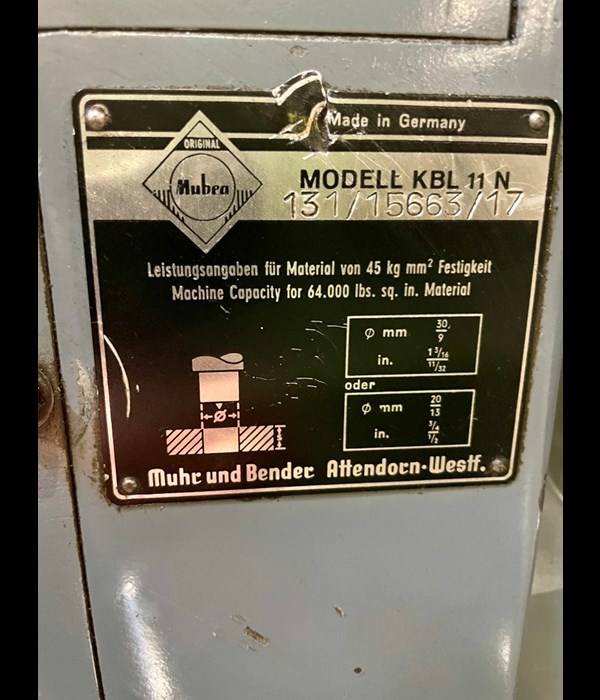 Made in Germany
ORIGINAL
Mubea
MODELL KBL 11 N
131/15663/17
Leistungsangaben für Material von 45 kg mm² Festigkeit
Machine Capacity for 64.000 lbs. sq. in. Material
Ø mm 30/9
in. 1 3/16 / 11/32
oder
Ø mm 20/13
in. 3/4 / 1/2
Ø
S
Muhr und Bender Attendorn-Westf.